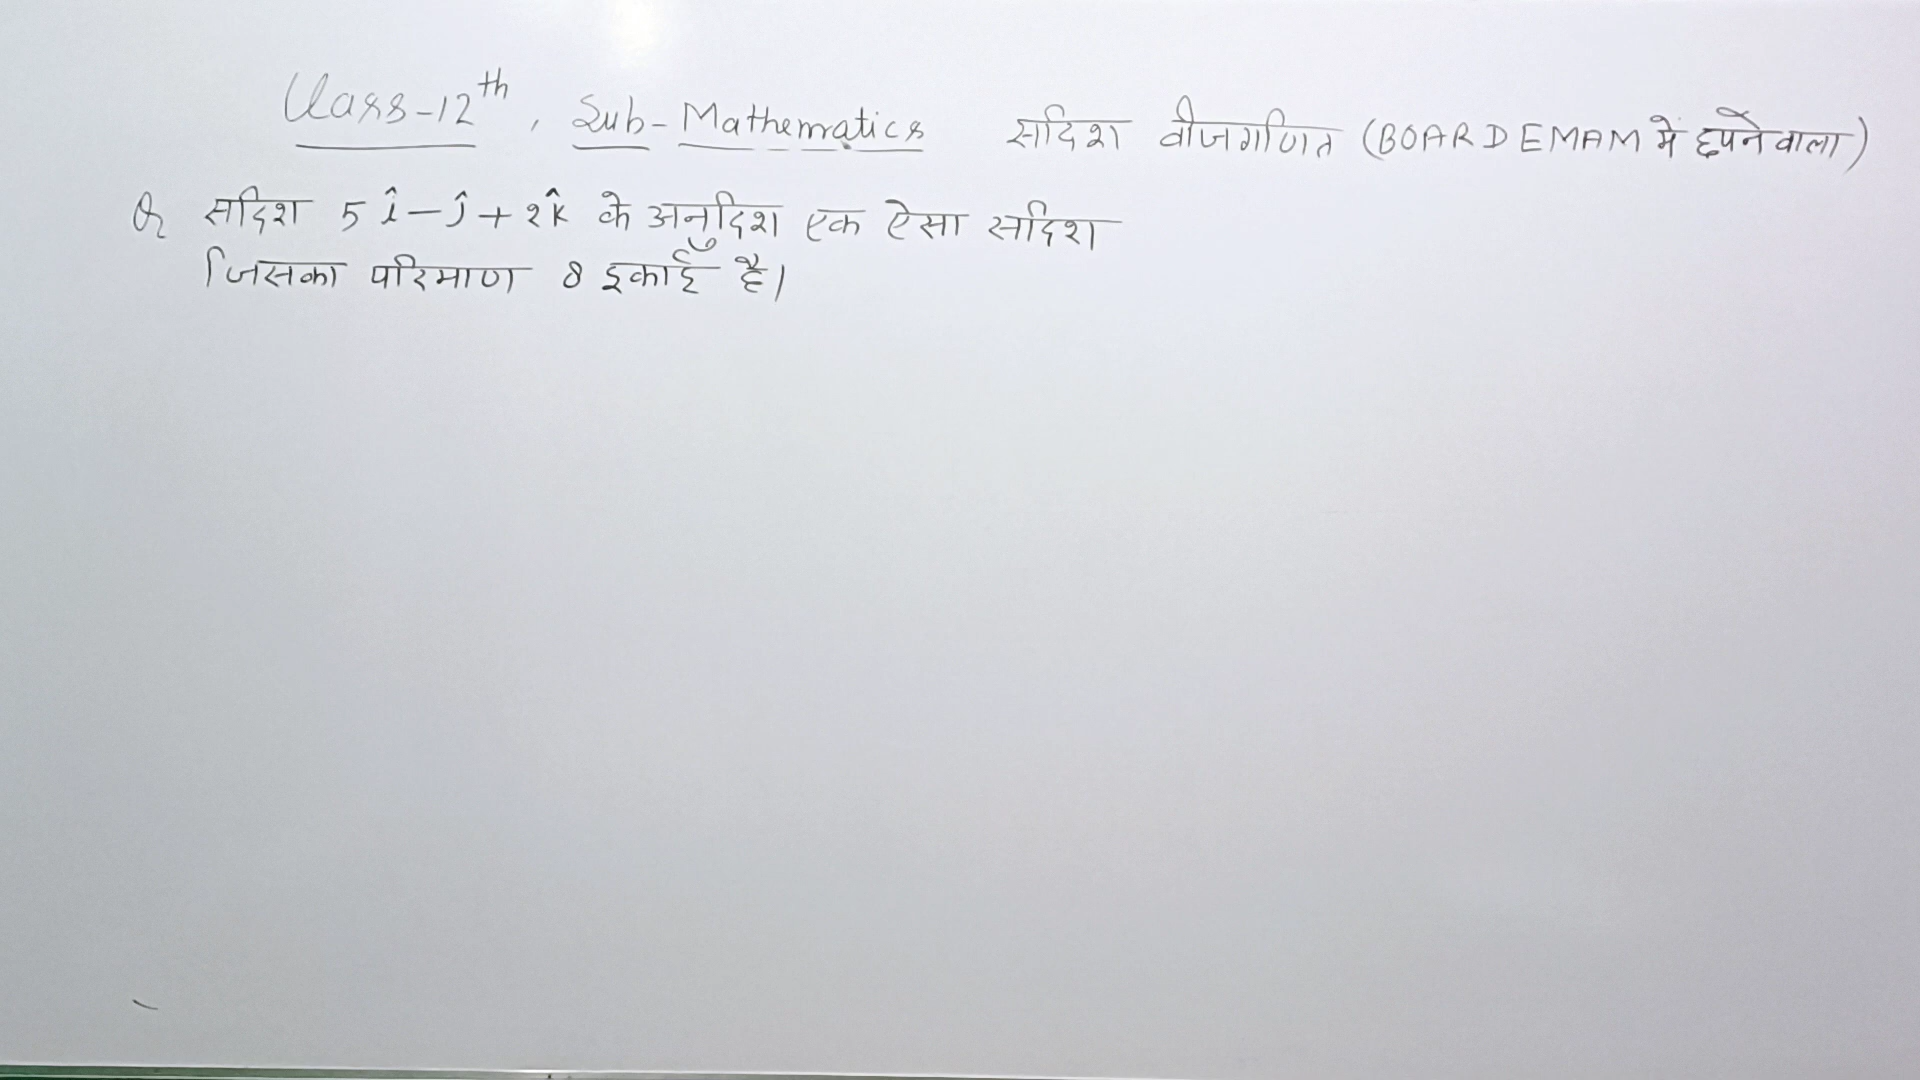 Class-12th, Sub-Mathematics सदिश वीजगणित (BOARD EMAM में छपने वाला)
Q सदिश 5î-ĵ+2k̂ के अनुदिश एक ऐसा सदिश
जिसका परिमाण 8 इकाई है।